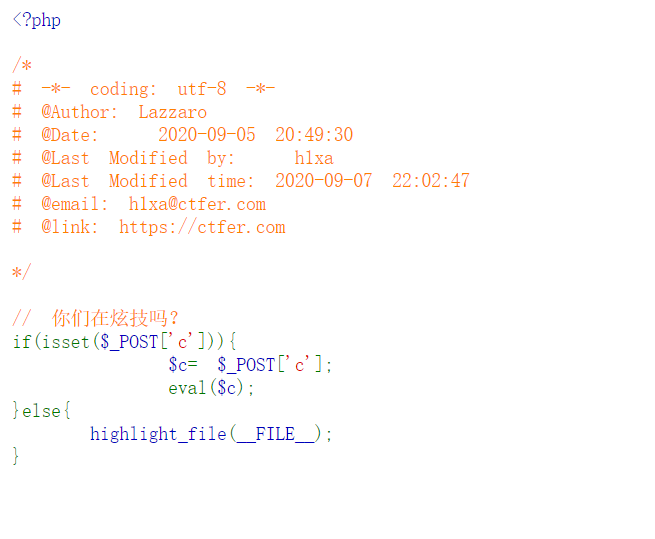 <?php
/*
# -*- coding: utf-8 -*-
# @Author: Lazzaro
# @Date: 2020-09-05 20:49:30
# @Last Modified by: hlxa
# @Last Modified time: 2020-09-07 22:02:47
# @email: hlxa@ctfer.com
# @link: https://ctfer.com
*/
// 你们在炫技吗？
if(isset($_POST['c'])){
$c= $_POST['c'];
eval($c);
}else{
highlight_file(__FILE__);
}